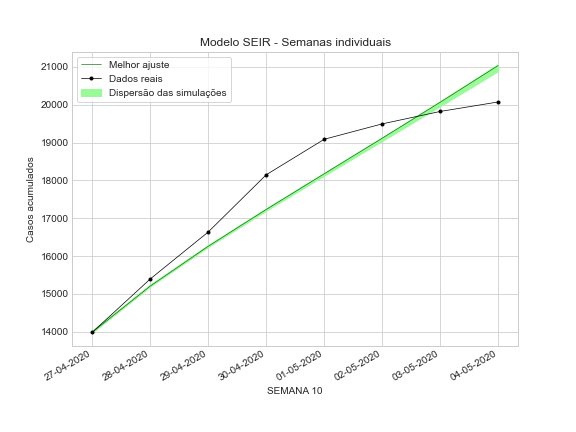 Modelo SEIR - Semanas individuais
Melhor ajuste
Dados reais
Dispersão das simulações
Casos acumulados
21000
20000
19000
18000
17000
16000
15000
14000
27-04-2020
28-04-2020
29-04-2020
30-04-2020
01-05-2020
02-05-2020
03-05-2020
04-05-2020
SEMANA 10